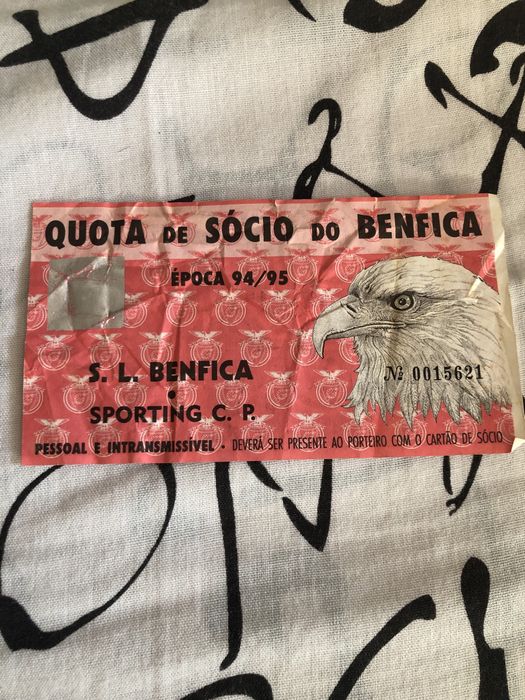 QUOTA DE SÓCIO DO BENFICA
ÉPOCA 94/95
S. L. BENFICA
•
SPORTING C. P.
Nº 0015621
PESSOAL E INTRANSMISSÍVEL • DEVERÁ SER PRESENTE AO PORTEIRO COM O CARTÃO DE SÓCIO